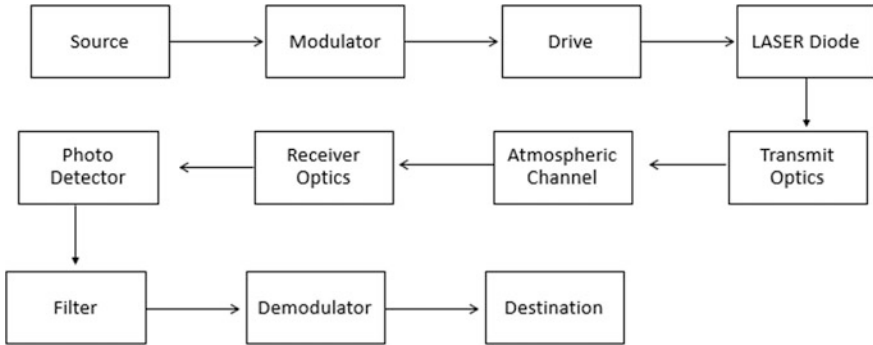 Source
Modulator
Drive
LASER Diode
Photo
Detector
Receiver
Optics
Atmospheric
Channel
Transmit
Optics
Filter
Demodulator
Destination